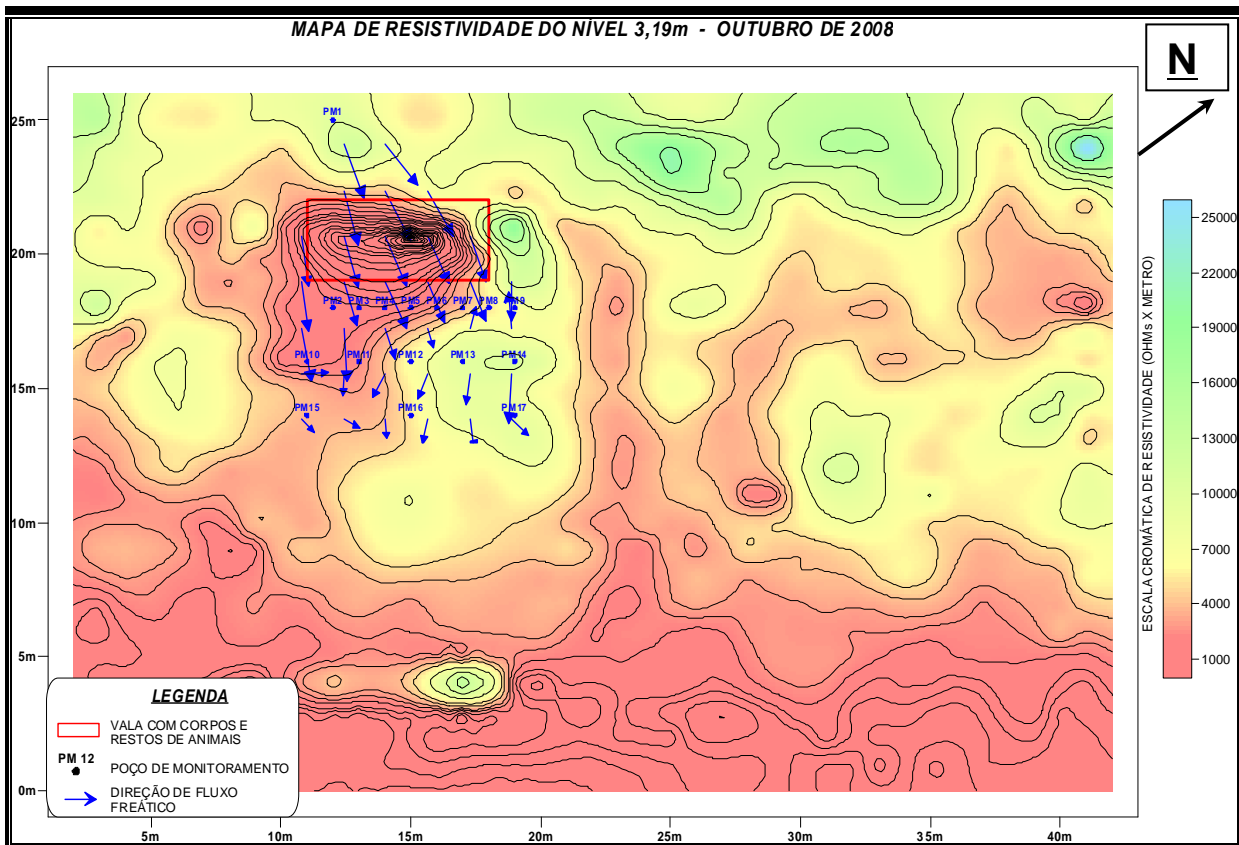 MAPA DE RESISTIVIDADE DO NÍVEL 3,19m - OUTUBRO DE 2008
N
25m
20m
15m
10m
5m
0m
5m
10m
15m
20m
25m
30m
35m
40m
PM1
PM2
PM3
PM4
PM5
PM6
PM7
PM8
PM9
PM10
PM11
PM12
PM13
PM14
PM15
PM16
PM17
ESCALA CROMÁTICA DE RESISTIVIDADE (OHMs X METRO)
25000
22000
19000
16000
13000
10000
7000
4000
1000
LEGENDA
VALA COM CORPOS E
RESTOS DE ANIMAIS
PM 12
POÇO DE MONITORAMENTO
DIREÇÃO DE FLUXO
FREÁTICO